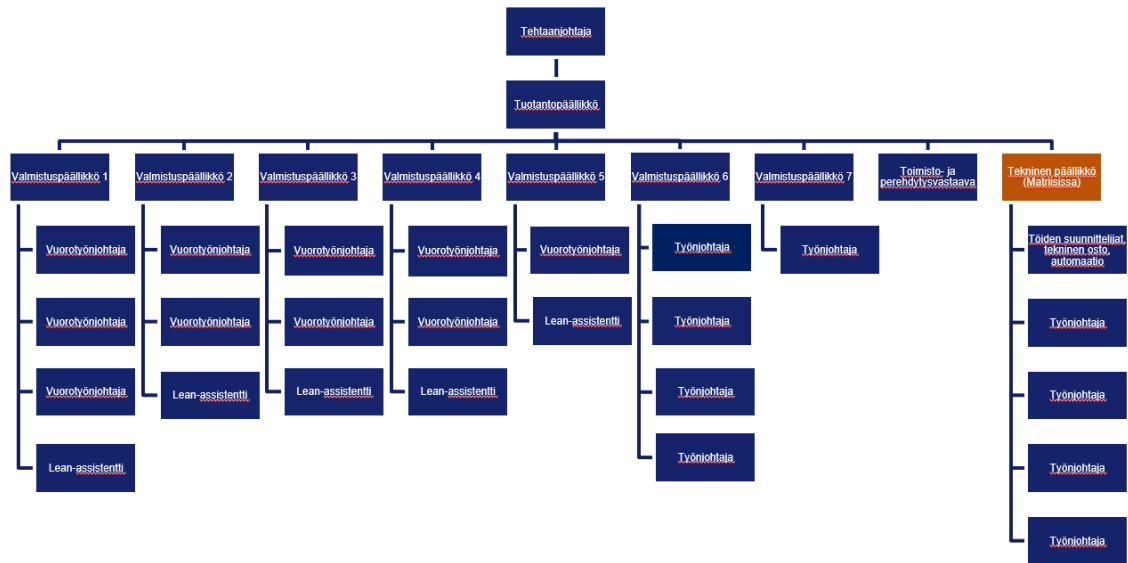 Tehtaanjohtaja
Tuotantopäällikkö
Valmistuspäällikkö 1
Valmistuspäällikkö 2
Valmistuspäällikkö 3
Valmistuspäällikkö 4
Valmistuspäällikkö 5
Valmistuspäällikkö 6
Valmistuspäällikkö 7
Toimisto- ja
perehdytysvastaava
Tekninen päällikkö
(Matriisissa)
Vuorotyönjohtaja
Vuorotyönjohtaja
Vuorotyönjohtaja
Lean-assistentti
Vuorotyönjohtaja
Vuorotyönjohtaja
Lean-assistentti
Vuorotyönjohtaja
Vuorotyönjohtaja
Lean-assistentti
Vuorotyönjohtaja
Vuorotyönjohtaja
Lean-assistentti
Vuorotyönjohtaja
Lean-assistentti
Työnjohtaja
Työnjohtaja
Työnjohtaja
Työnjohtaja
Työnjohtaja
Töiden suunnittelijat,
tekninen osto,
automaatio
Työnjohtaja
Työnjohtaja
Työnjohtaja
Työnjohtaja